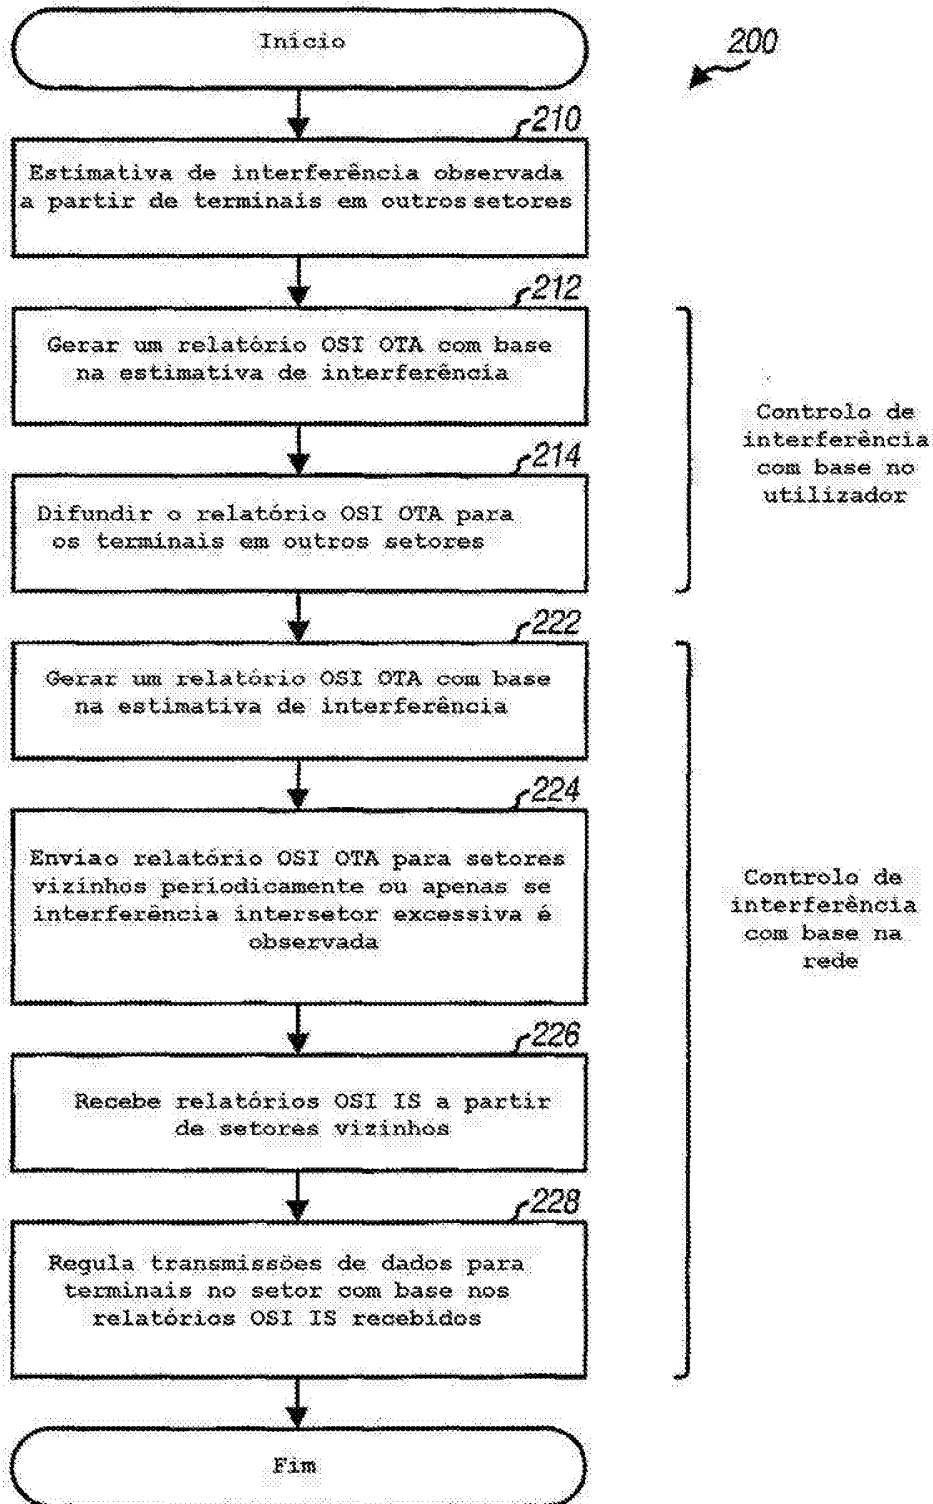 Início
200
210
Estimativa de interferência observada
a partir de terminais em outros setores
212
Gerar um relatório OSI OTA com base
na estimativa de interferência
Controlo de
interferência
com base no
utilizador
214
Difundir o relatório OSI OTA para
os terminais em outros setores
222
Gerar um relatório OSI OTA com base
na estimativa de interferência
224
Enviao relatório OSI OTA para setores
vizinhos periodicamente ou apenas se
interferência intersetor excessiva é
observada
Controlo de
interferência
com base na
rede
226
Recebe relatórios OSI IS a partir
de setores vizinhos
228
Regula transmissões de dados para
terminais no setor com base nos
relatórios OSI IS recebidos
Fim